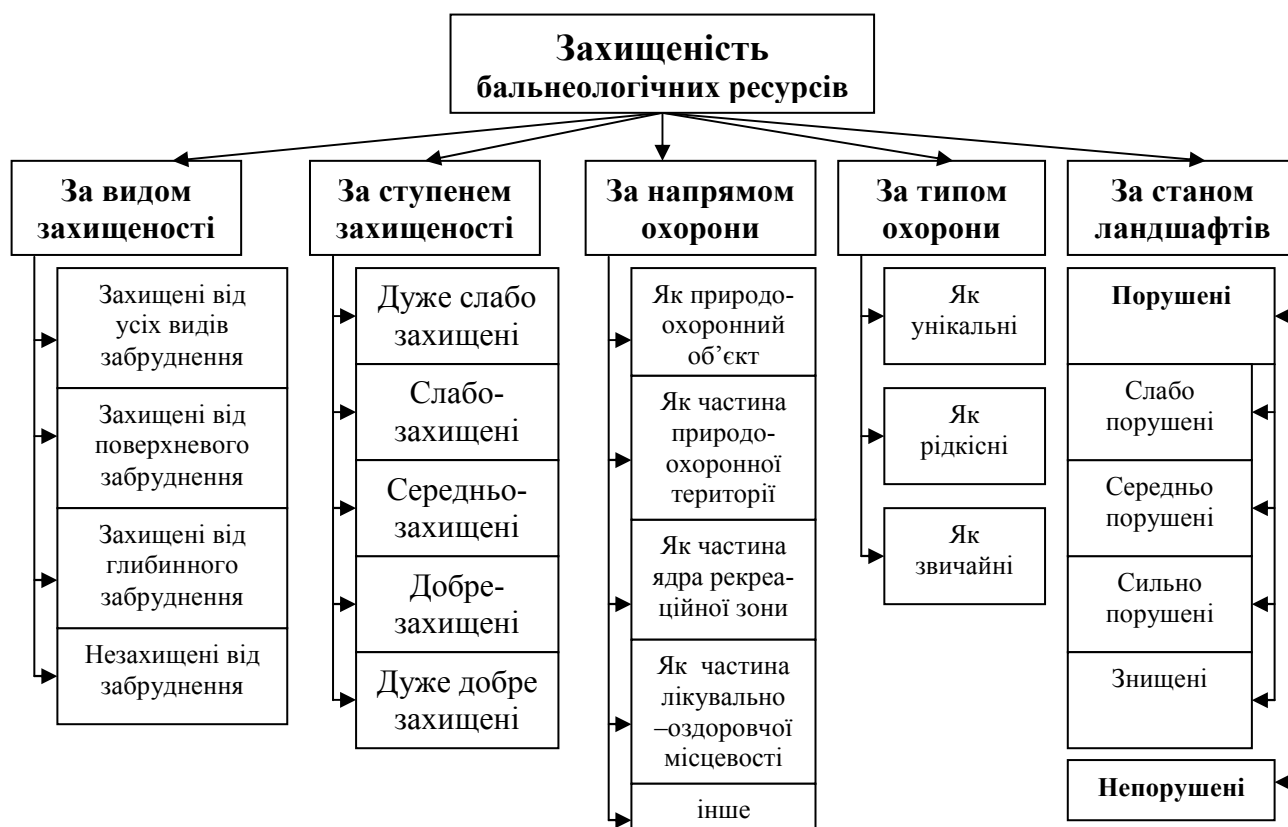 Захищеність
бальнеологічних ресурсів
За видом
захищеності
Захищені від
усіх видів
забруднення
Захищені від
поверхневого
забруднення
Захищені від
глибинного
забруднення
Незахищені від
забруднення
За ступенем
захищеності
Дуже слабо
захищені
Слабо-
захищені
Середньо-
захищені
Добре-
захищені
Дуже добре
захищені
За напрямом
охорони
Як природо-
охоронний
об’єкт
Як частина
природо-
охоронної
території
Як частина
ядра рекреа-
ційної зони
Як частина
лікувально
–оздоровчої
місцевості
інше
За типом
охорони
Як
унікальні
Як
рідкісні
Як
звичайні
За станом
ландшафтів
Порушені
Слабо
порушені
Середньо
порушені
Сильно
порушені
Знищені
Непорушені